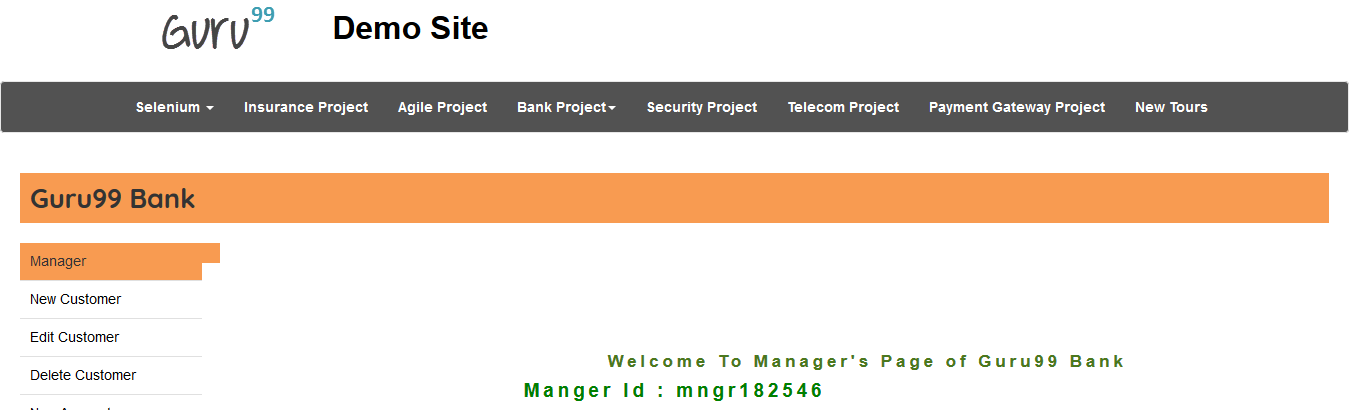 Guru99 Demo Site
Selenium Insurance Project Agile Project Bank Project Security Project Telecom Project Payment Gateway Project New Tours
Guru99 Bank
Manager
New Customer
Edit Customer
Delete Customer
Welcome To Manager's Page of Guru99 Bank
Manger Id : mngr182546